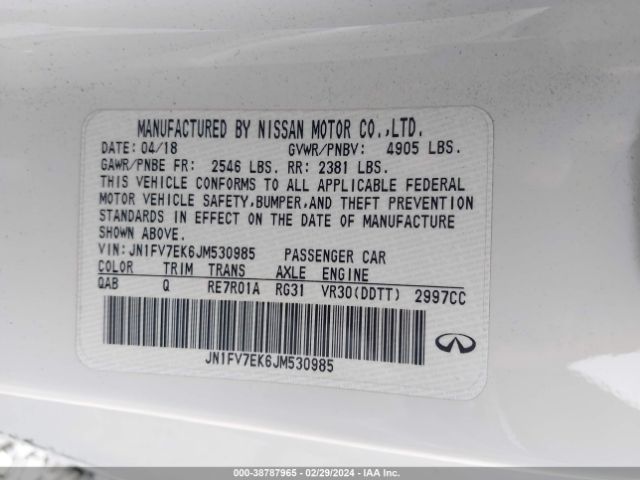 MANUFACTURED BY NISSAN MOTOR CO.,LTD.
DATE: 04/18 GVWR/PNBV: 4905 LBS.
GAWR/PNBE FR: 2546 LBS. RR: 2381 LBS.
THIS VEHICLE CONFORMS TO ALL APPLICABLE FEDERAL
MOTOR VEHICLE SAFETY,BUMPER,AND THEFT PREVENTION
STANDARDS IN EFFECT ON THE DATE OF MANUFACTURE
SHOWN ABOVE.
VIN: JN1FV7EK6JM530985 PASSENGER CAR
COLOR TRIM TRANS AXLE ENGINE
QAB Q RE7R01A RG31 VR30(DDTT) 2997CC
JN1FV7EK6JM530985
000-38787965 - 02/29/2024 - IAA Inc.